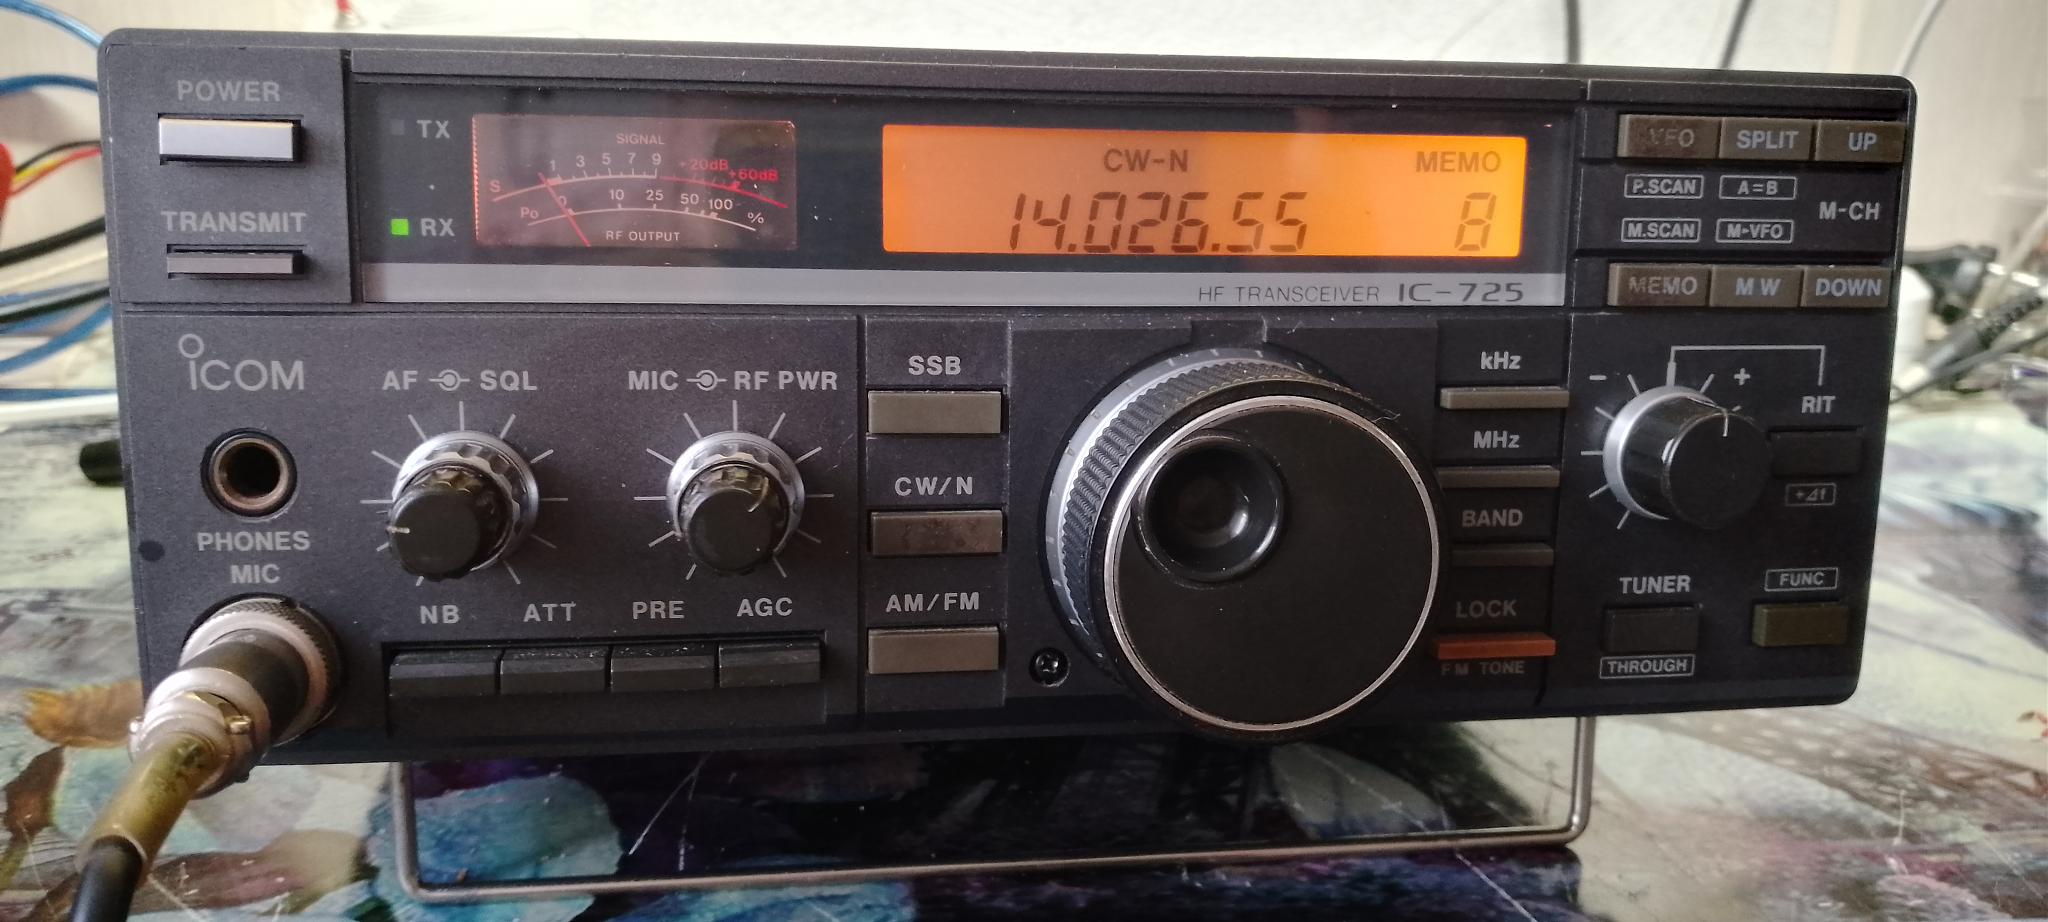 POWER
TRANSMIT
TX
RX
SIGNAL
S 1 3 5 7 9 +20dB +60dB
Po 0 10 25 50 100 %
RF OUTPUT
CW-N MEMO
14.026.55 8
HF TRANSCEIVER IC-725
VFO SPLIT UP
P.SCAN A=B
M-CH
M.SCAN M▸VFO
MEMO MW DOWN
ICOM
PHONES
MIC
AF SQL
MIC RF PWR
NB ATT PRE AGC
SSB
CW/N
AM/FM
kHz
MHz
BAND
LOCK
FM TONE
- +
RIT
+⊿f
TUNER
THROUGH
FUNC